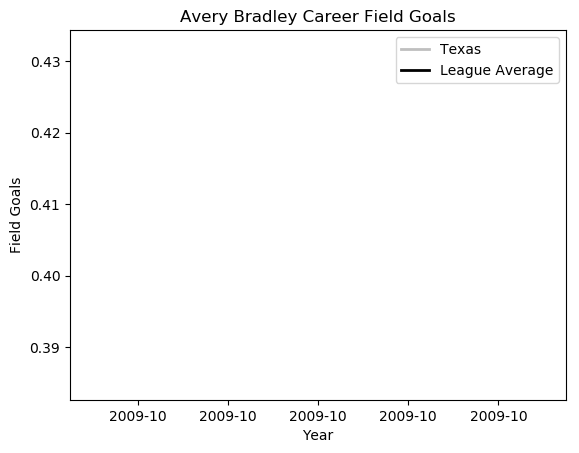 Avery Bradley Career Field Goals
Texas
League Average
0.43
0.42
0.41
0.40
0.39
Field Goals
2009-10 2009-10 2009-10 2009-10 2009-10
Year